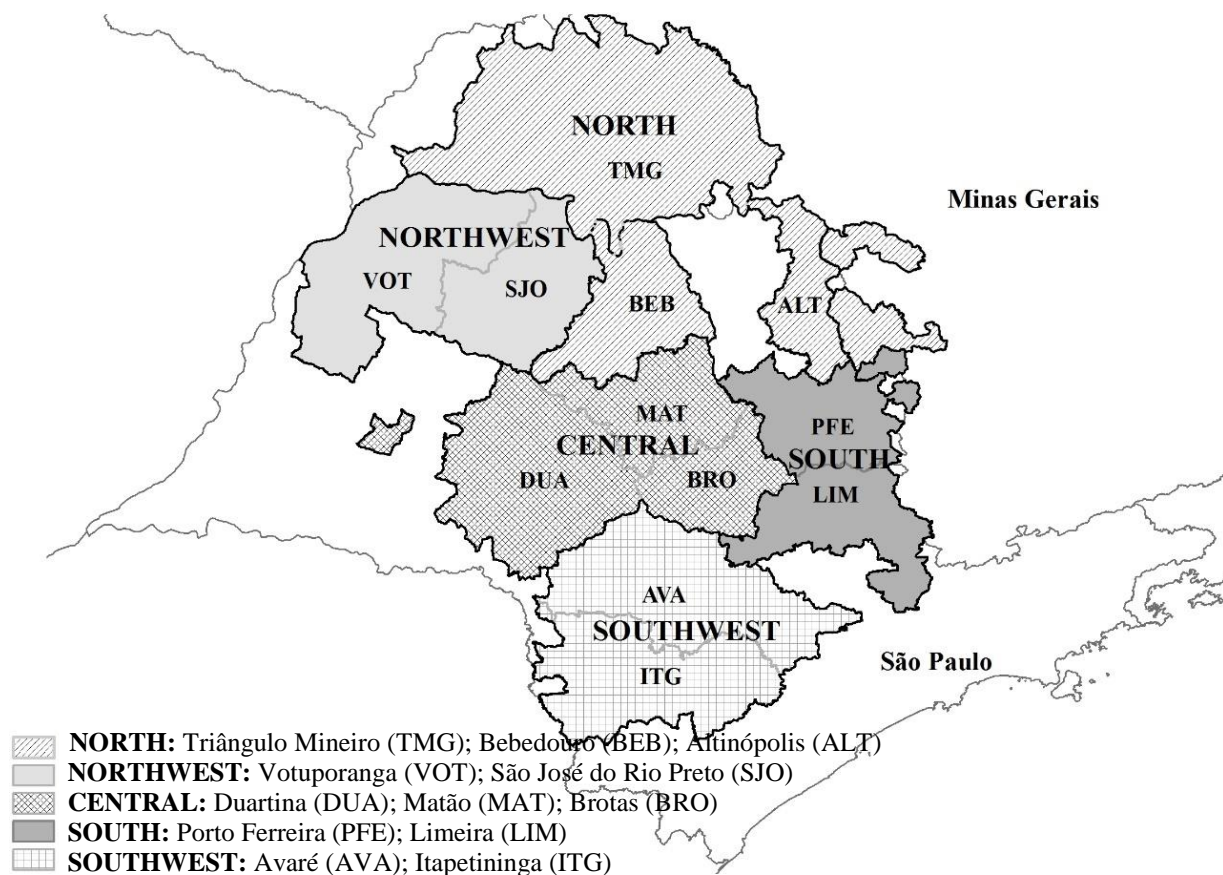 NORTH
TMG
Minas Gerais
NORTHWEST
VOT
SJO
BEB
ALT
MAT
CENTRAL
DUA
BRO
PFE
SOUTH
LIM
AVA
SOUTHWEST
ITG
São Paulo
NORTH: Triângulo Mineiro (TMG); Bebedouro (BEB); Altinópolis (ALT)
NORTHWEST: Votuporanga (VOT); São José do Rio Preto (SJO)
CENTRAL: Duartina (DUA); Matão (MAT); Brotas (BRO)
SOUTH: Porto Ferreira (PFE); Limeira (LIM)
SOUTHWEST: Avaré (AVA); Itapetininga (ITG)